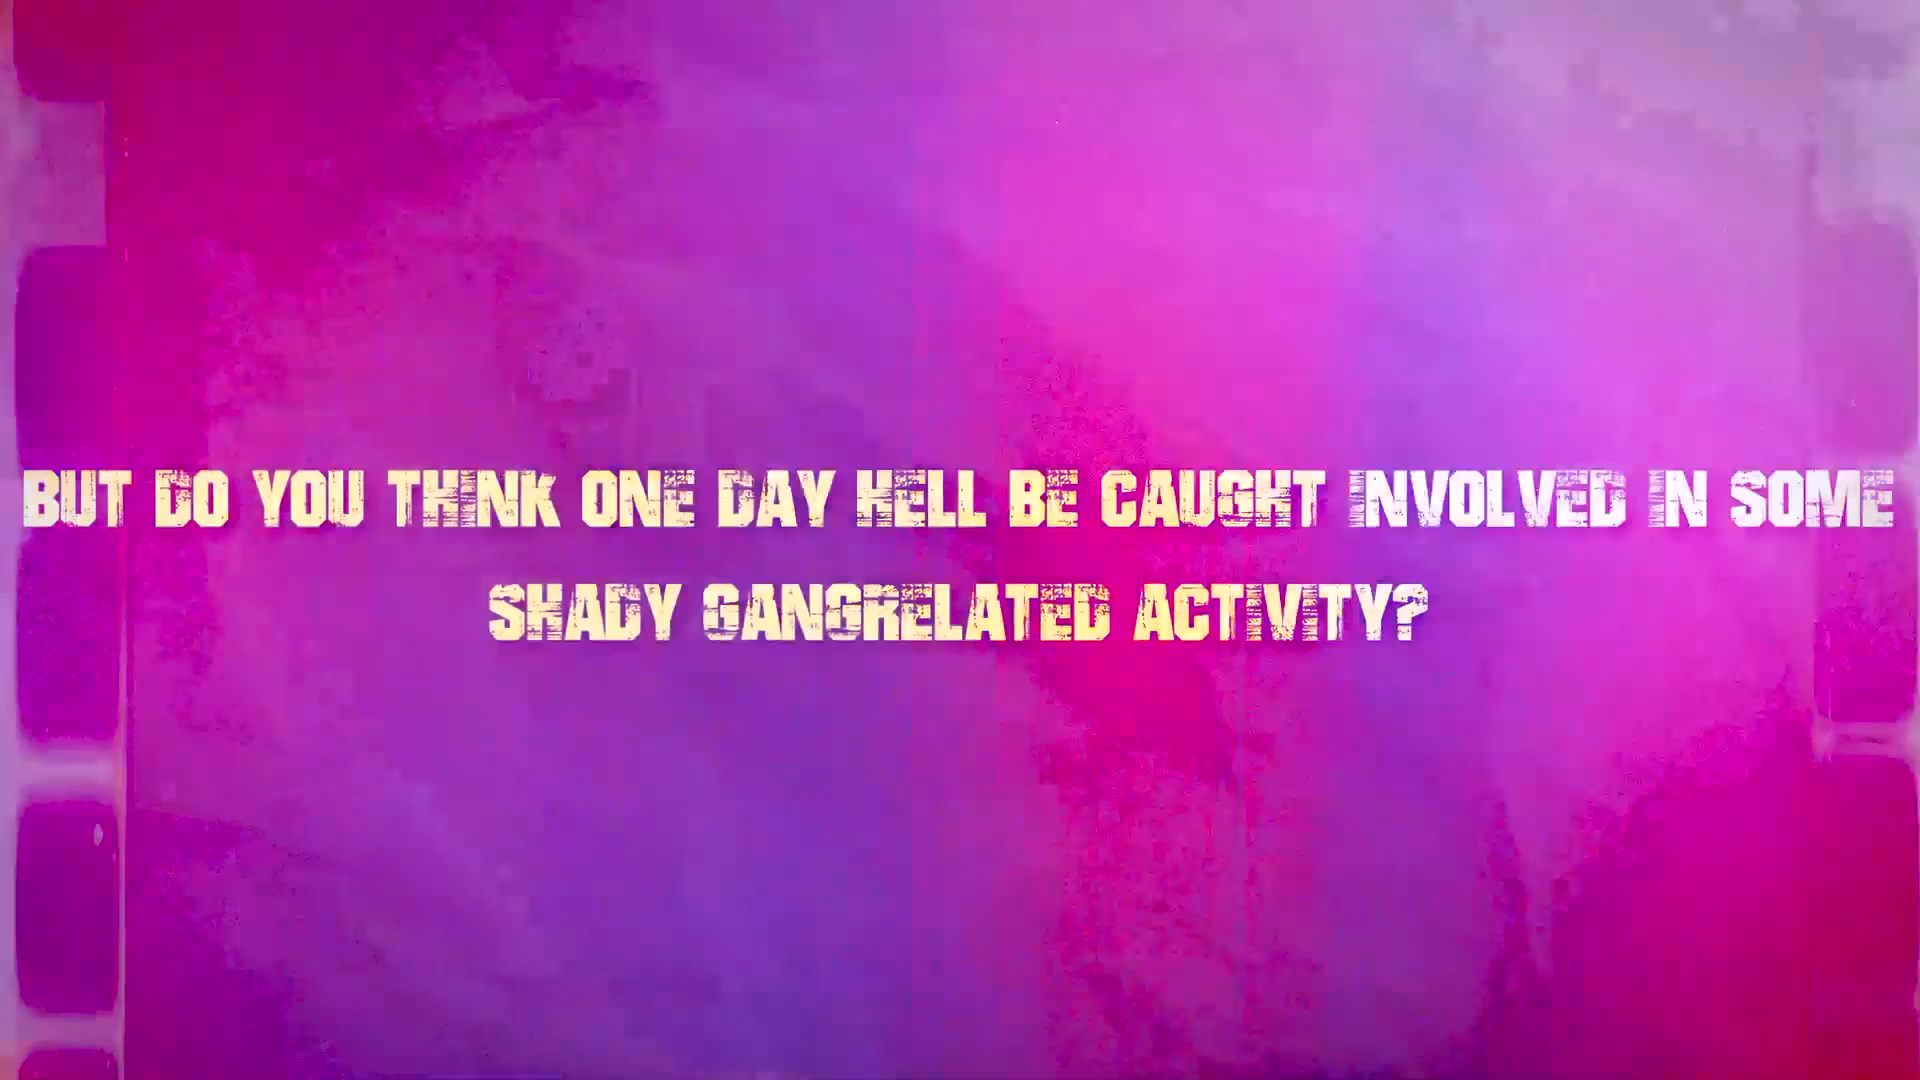 BUT DO YOU THINK ONE DAY HELL BE CAUGHT INVOLVED IN SOME
SHADY GANGRELATED ACTIVITY?